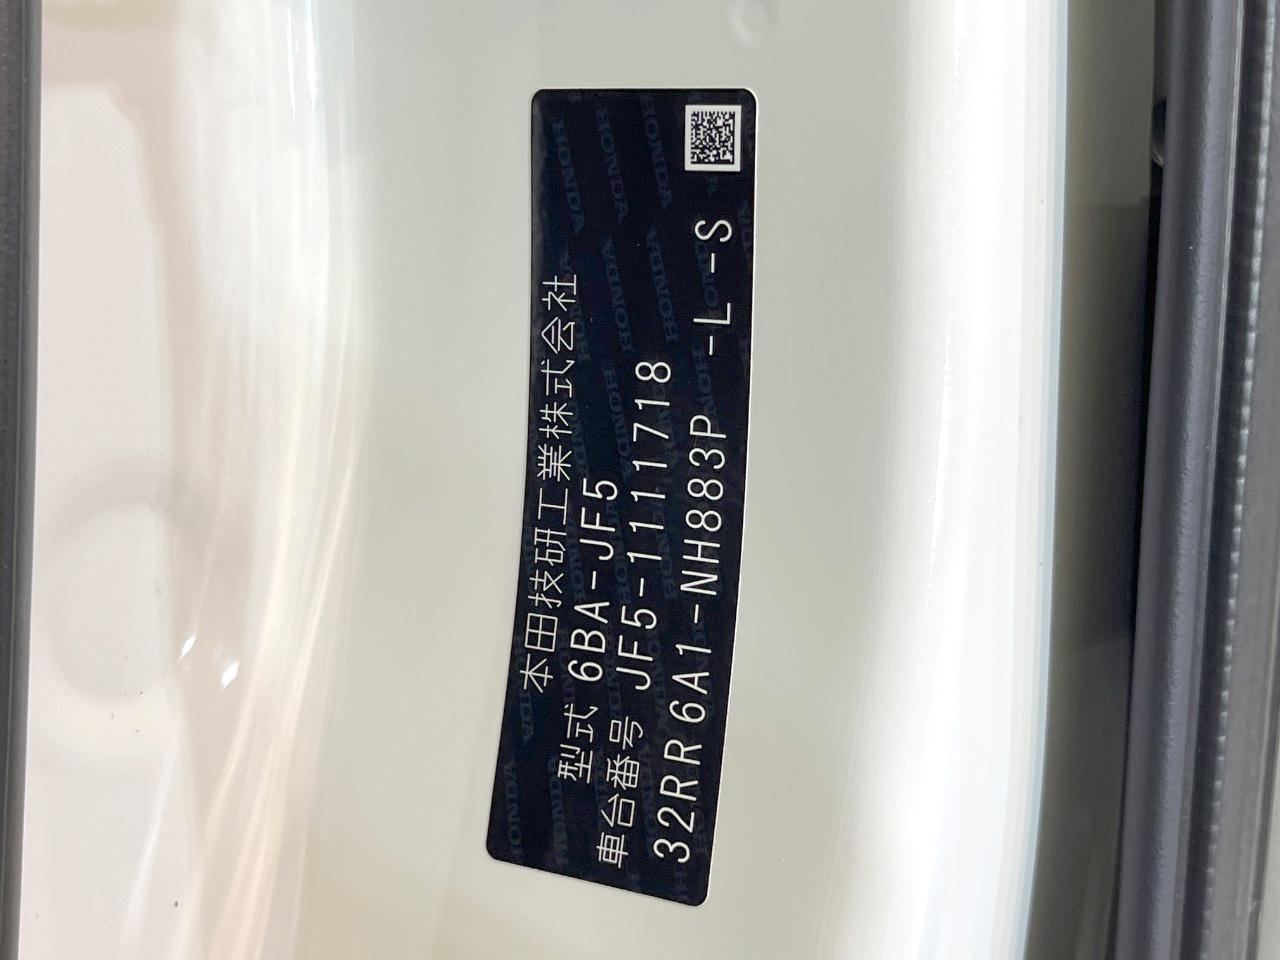 本田技研工業株式会社
型式 6BA-JF5
車台番号 JF5-1111718
32RR6A1-NH883P -L-S